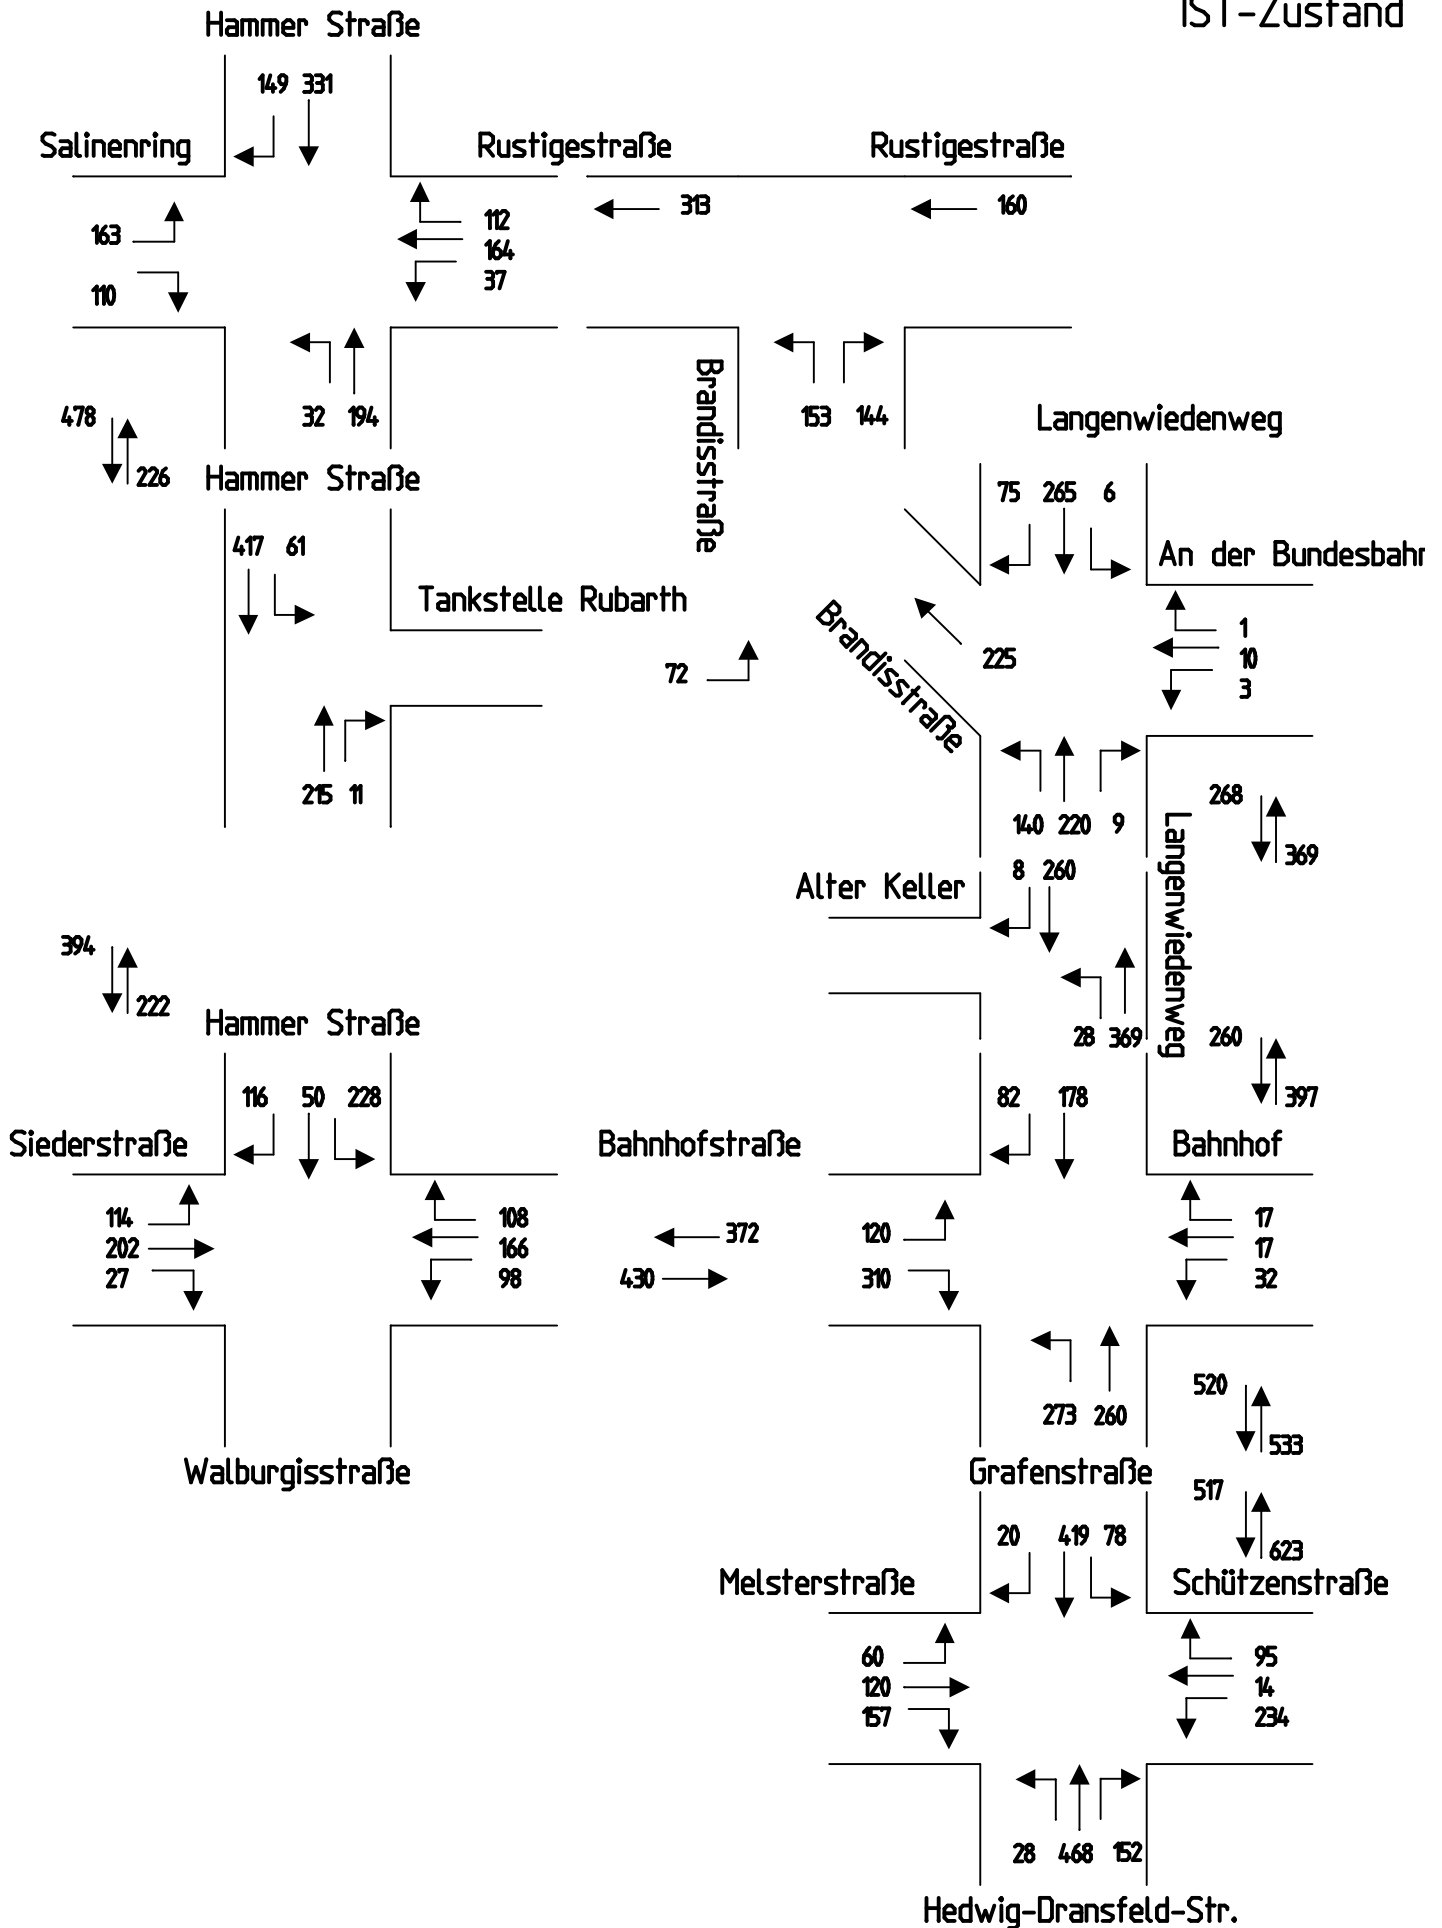 IST-Zustand
Hammer Straße
149 331
Salinenring
Rustigestraße
Rustigestraße
163
110
112
164
37
313
160
32 194
153 144
478
226
Hammer Straße
Brandisstraße
Langenwiedenweg
75 265 6
417 61
An der Bundesbahn
Tankstelle Rubarth
72
Brandisstraße
225
1
10
3
215 11
140 220 9
268
369
Langenwiedenweg
8 260
Alter Keller
394
222
28 369
260
397
Hammer Straße
116 50 228
82 178
Siederstraße
Bahnhofstraße
Bahnhof
114
202
27
108
166
98
372
430
120
310
17
17
32
273 260
520
533
Walburgisstraße
Grafenstraße
517
623
20 419 78
Melsterstraße
Schützenstraße
60
120
157
95
14
234
28 468 152
Hedwig-Dransfeld-Str.